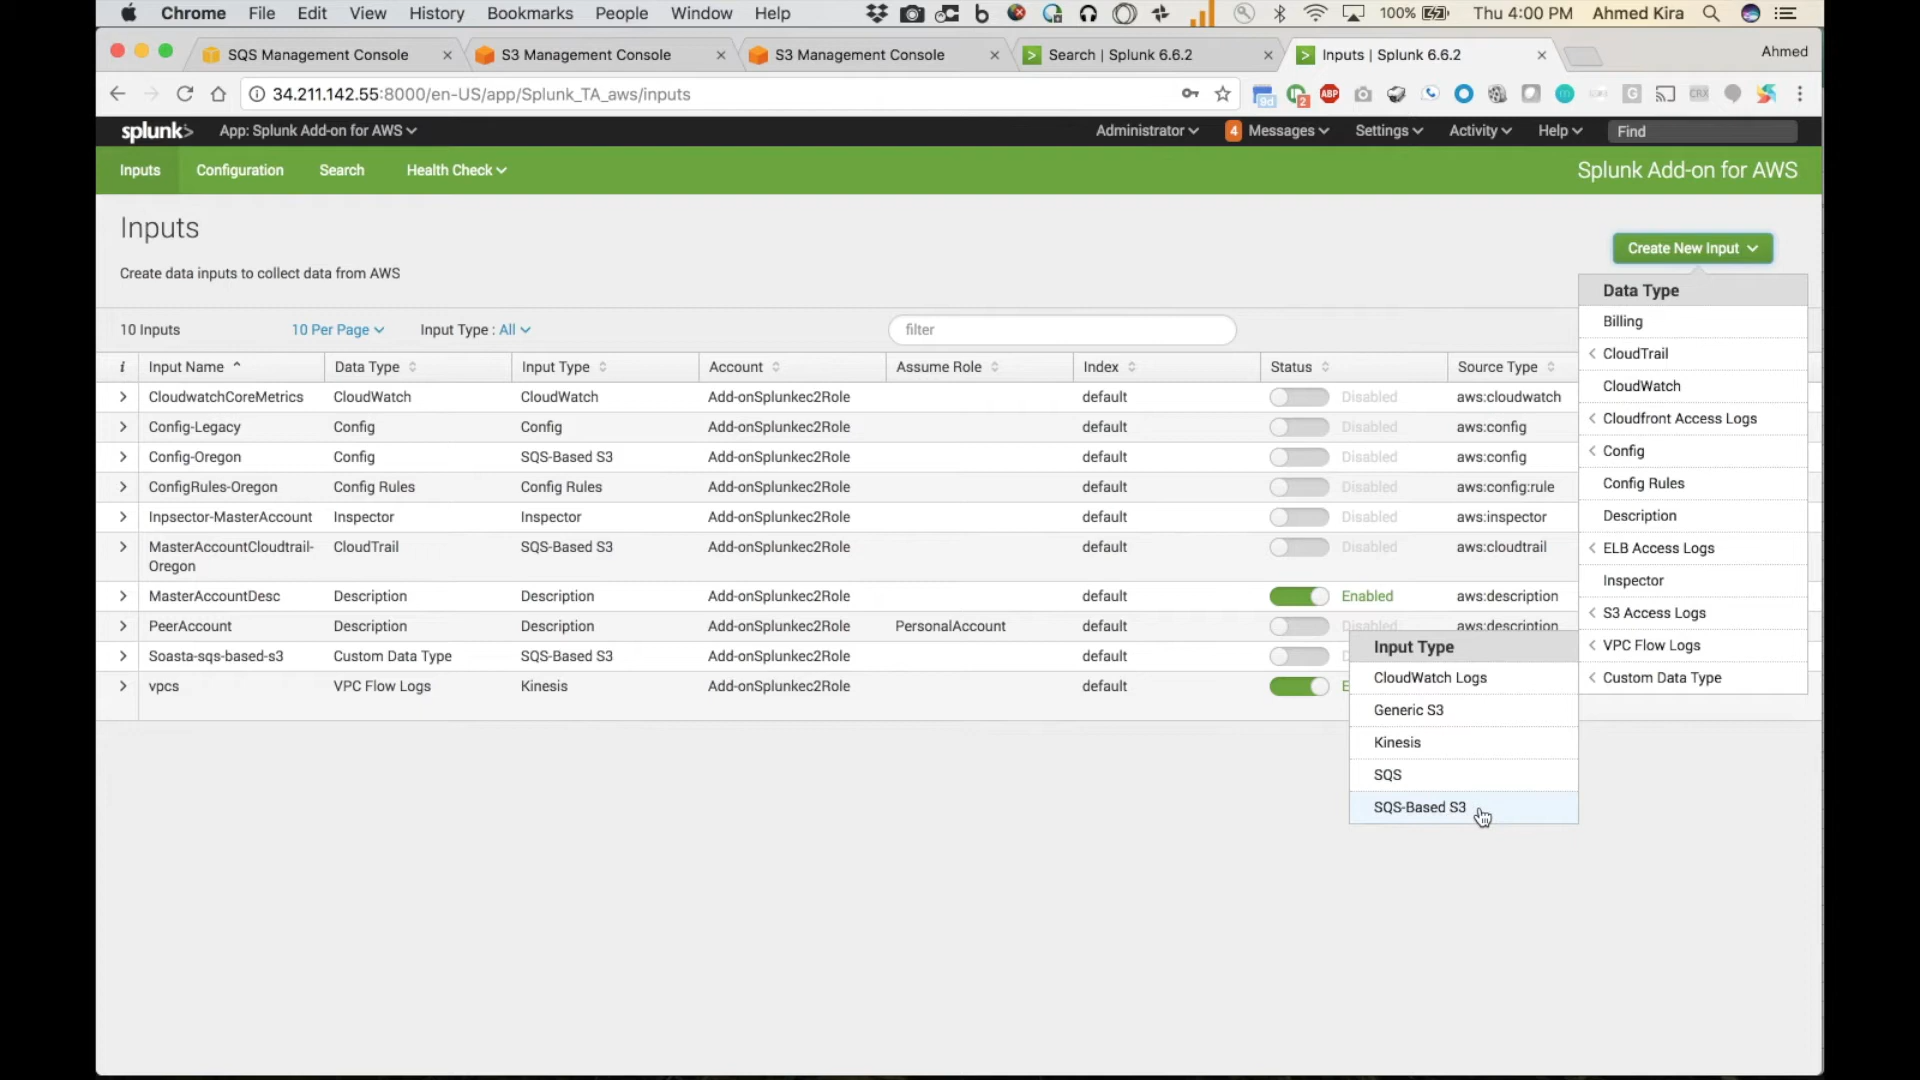 Chrome File Edit View History Bookmarks People Window Help 100% Thu 4:00 PM Ahmed Kira
SQS Management Console S3 Management Console S3 Management Console Search | Splunk 6.6.2 Inputs | Splunk 6.6.2 Ahmed
34.211.142.55:8000/en-US/app/Splunk_TA_aws/inputs
splunk> App: Splunk Add-on for AWS Administrator 4 Messages Settings Activity Help Find
Inputs Configuration Search Health Check Splunk Add-on for AWS
Inputs
Create New Input
Create data inputs to collect data from AWS
10 Inputs 10 Per Page Input Type : All filter
i Input Name Data Type Input Type Account Assume Role Index Status Source Type
CloudwatchCoreMetrics CloudWatch CloudWatch Add-onSplunkec2Role default Disabled aws:cloudwatch
Config-Legacy Config Config Add-onSplunkec2Role default Disabled aws:config
Config-Oregon Config SQS-Based S3 Add-onSplunkec2Role default Disabled aws:config
ConfigRules-Oregon Config Rules Config Rules Add-onSplunkec2Role default Disabled aws:config:rule
Inpsector-MasterAccount Inspector Inspector Add-onSplunkec2Role default Disabled aws:inspector
MasterAccountCloudtrail- CloudTrail SQS-Based S3 Add-onSplunkec2Role default Disabled aws:cloudtrail
Oregon
MasterAccountDesc Description Description Add-onSplunkec2Role default Enabled aws:description
PeerAccount Description Description Add-onSplunkec2Role PersonalAccount default Disabled aws:description
Soasta-sqs-based-s3 Custom Data Type SQS-Based S3 Add-onSplunkec2Role default
vpcs VPC Flow Logs Kinesis Add-onSplunkec2Role default
Data Type
Billing
CloudTrail
CloudWatch
Cloudfront Access Logs
Config
Config Rules
Description
ELB Access Logs
Inspector
S3 Access Logs
VPC Flow Logs
Custom Data Type
Input Type
CloudWatch Logs
Generic S3
Kinesis
SQS
SQS-Based S3